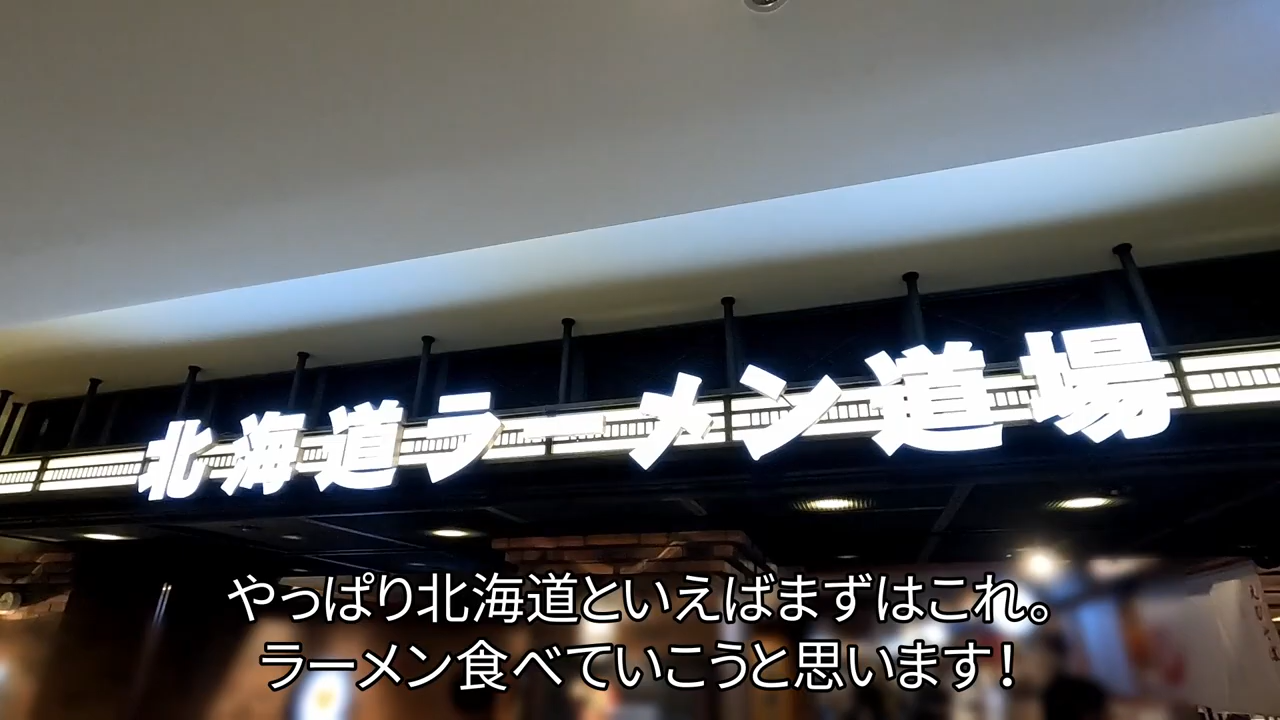 北海道ラーメン道場
やっぱり北海道といえばまずはこれ。
ラーメン食べていこうと思います！